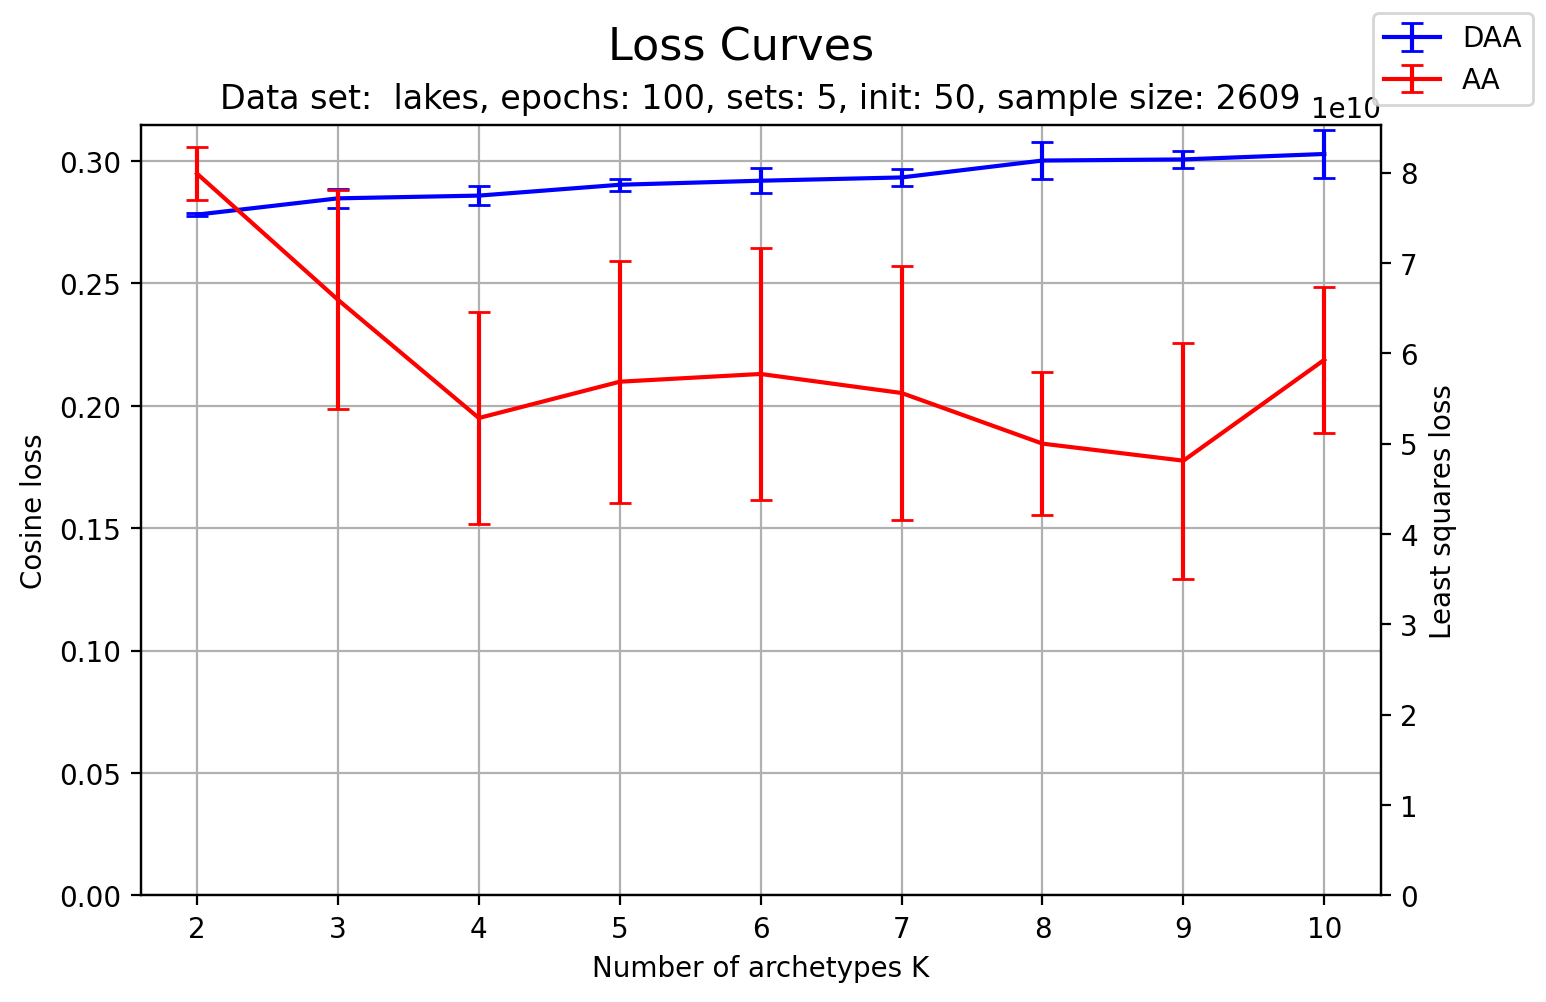 Loss Curves
Data set:  lakes, epochs: 100, sets: 5, init: 50, sample size: 2609
DAA
AA
1e10
0.30
0.25
0.20
0.15
0.10
0.05
0.00
Cosine loss
8
7
6
5
4
3
2
1
0
Least squares loss
2 3 4 5 6 7 8 9 10
Number of archetypes K